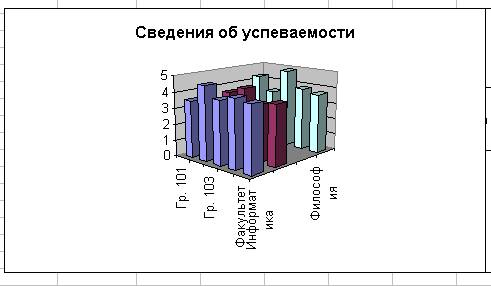 Сведения об успеваемости
5
4
3
2
1
0
Гр. 101
Гр. 103
Факультет
Информат
ика
Философ
ия